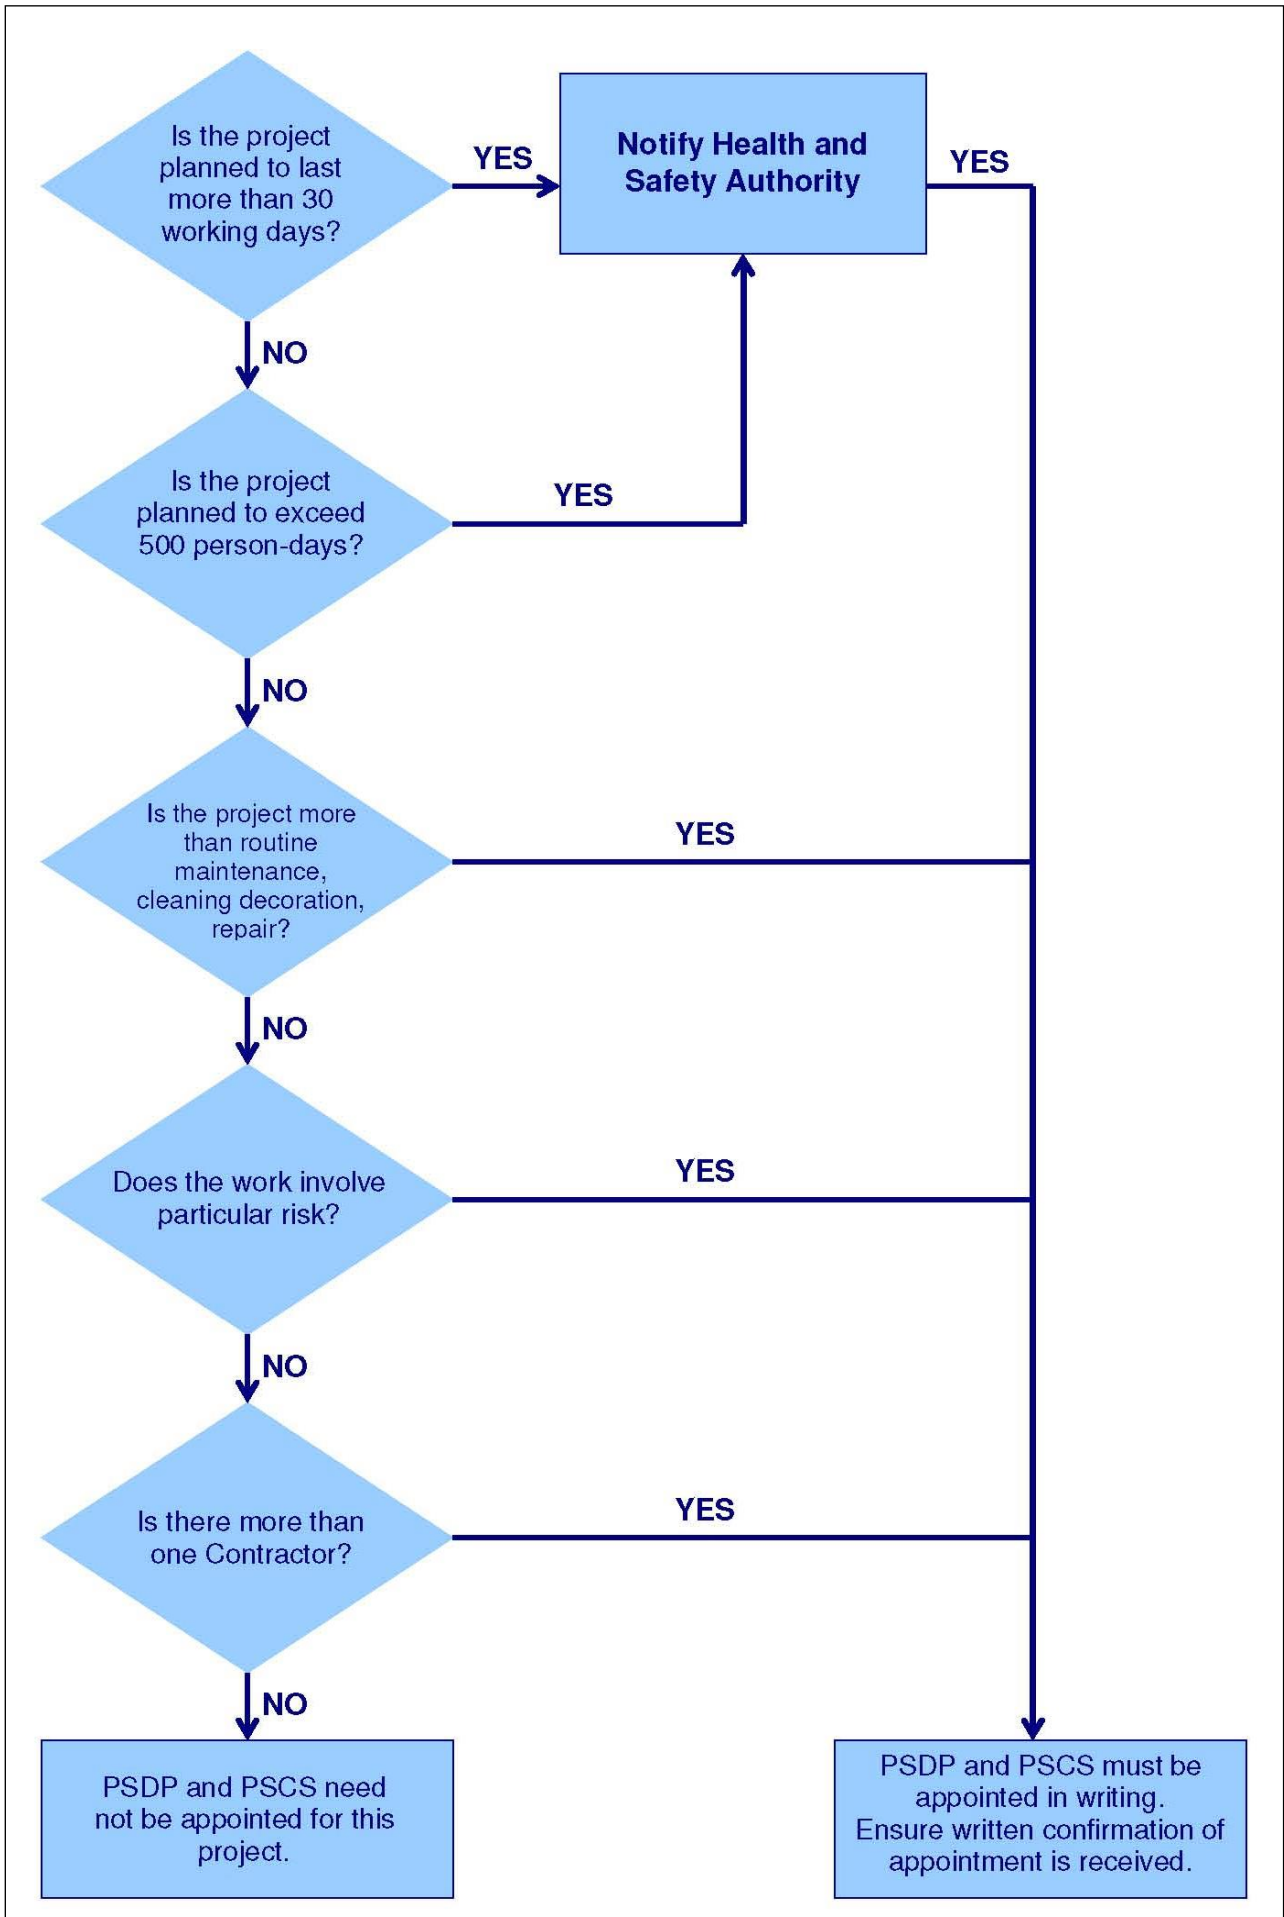 Is the project
planned to last
more than 30
working days?
YES
Notify Health and
Safety Authority
YES
NO
Is the project
planned to exceed
500 person-days?
YES
NO
Is the project more
than routine
maintenance,
cleaning decoration,
repair?
YES
NO
Does the work involve
particular risk?
YES
NO
Is there more than
one Contractor?
YES
NO
PSDP and PSCS need
not be appointed for this
project.
PSDP and PSCS must be
appointed in writing.
Ensure written confirmation of
appointment is received.